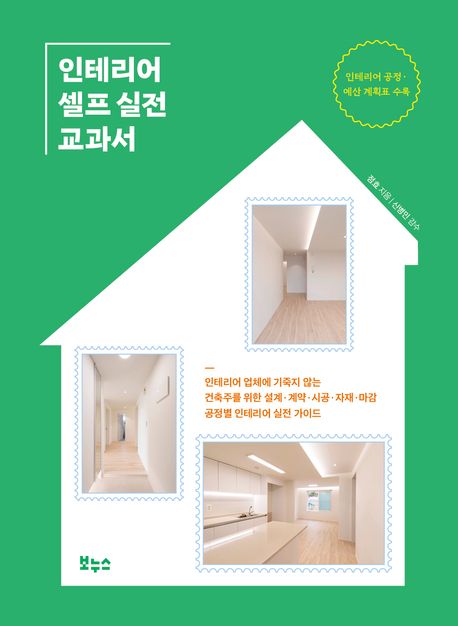 인테리어
셀프 실전
교과서
인테리어 공정·
예산 계획표 수록
정효 지음 | 신병민 감수
인테리어 업체에 기죽지 않는
건축주를 위한 설계·계약·시공·자재·마감
공정별 인테리어 실전 가이드
보누스